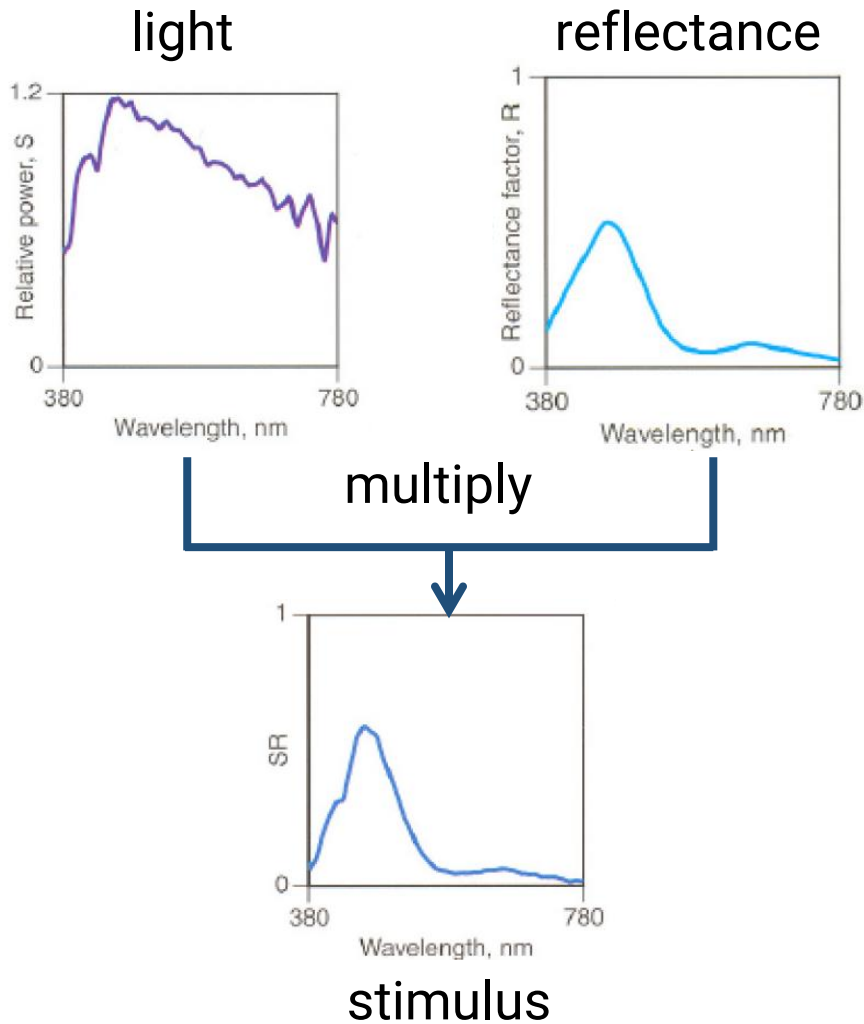 light
1.2
Relative power, S
0
380
780
Wavelength, nm
reflectance
1
Reflectance factor, R
0
380
780
Wavelength, nm
multiply
1
SR
0
380
780
Wavelength, nm
stimulus